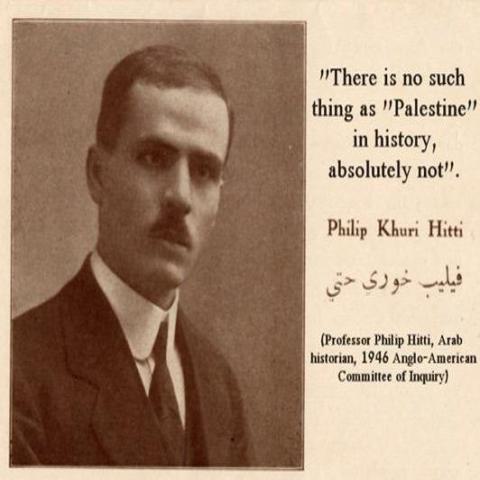 "There is no such
thing as "Palestine"
in history,
absolutely not".
Philip Khuri Hitti
فيليب خوري حتي
(Professor Philip Hitti, Arab
historian, 1946 Anglo-American
Committee of Inquiry)